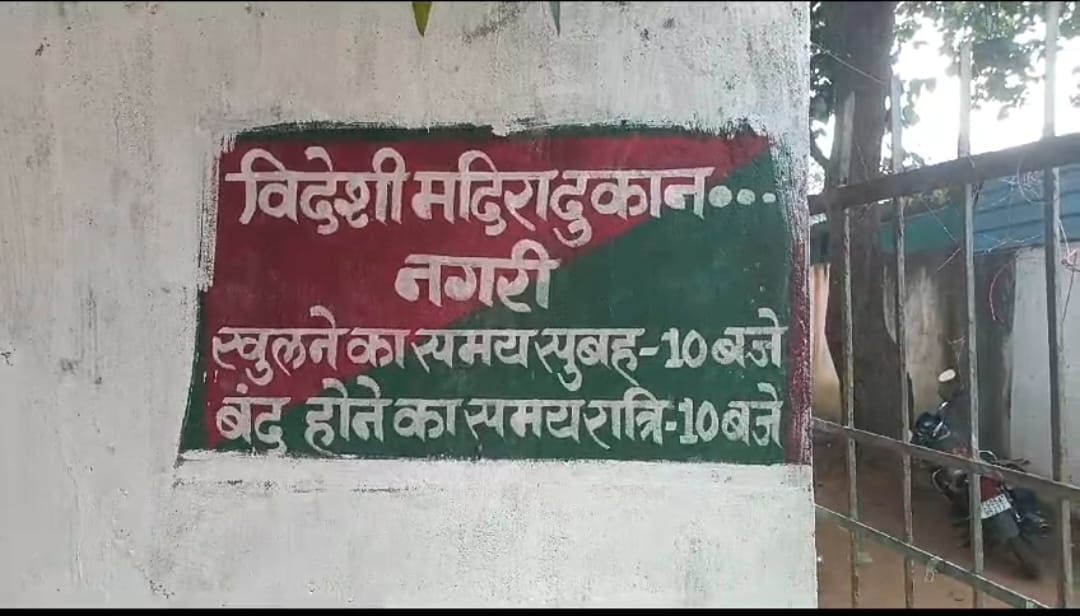 विदेशी मदिरा दुकान...
नगरी
खुलने का समय सुबह-10 बजे
बंद होने का समय रात्रि-10 बजे